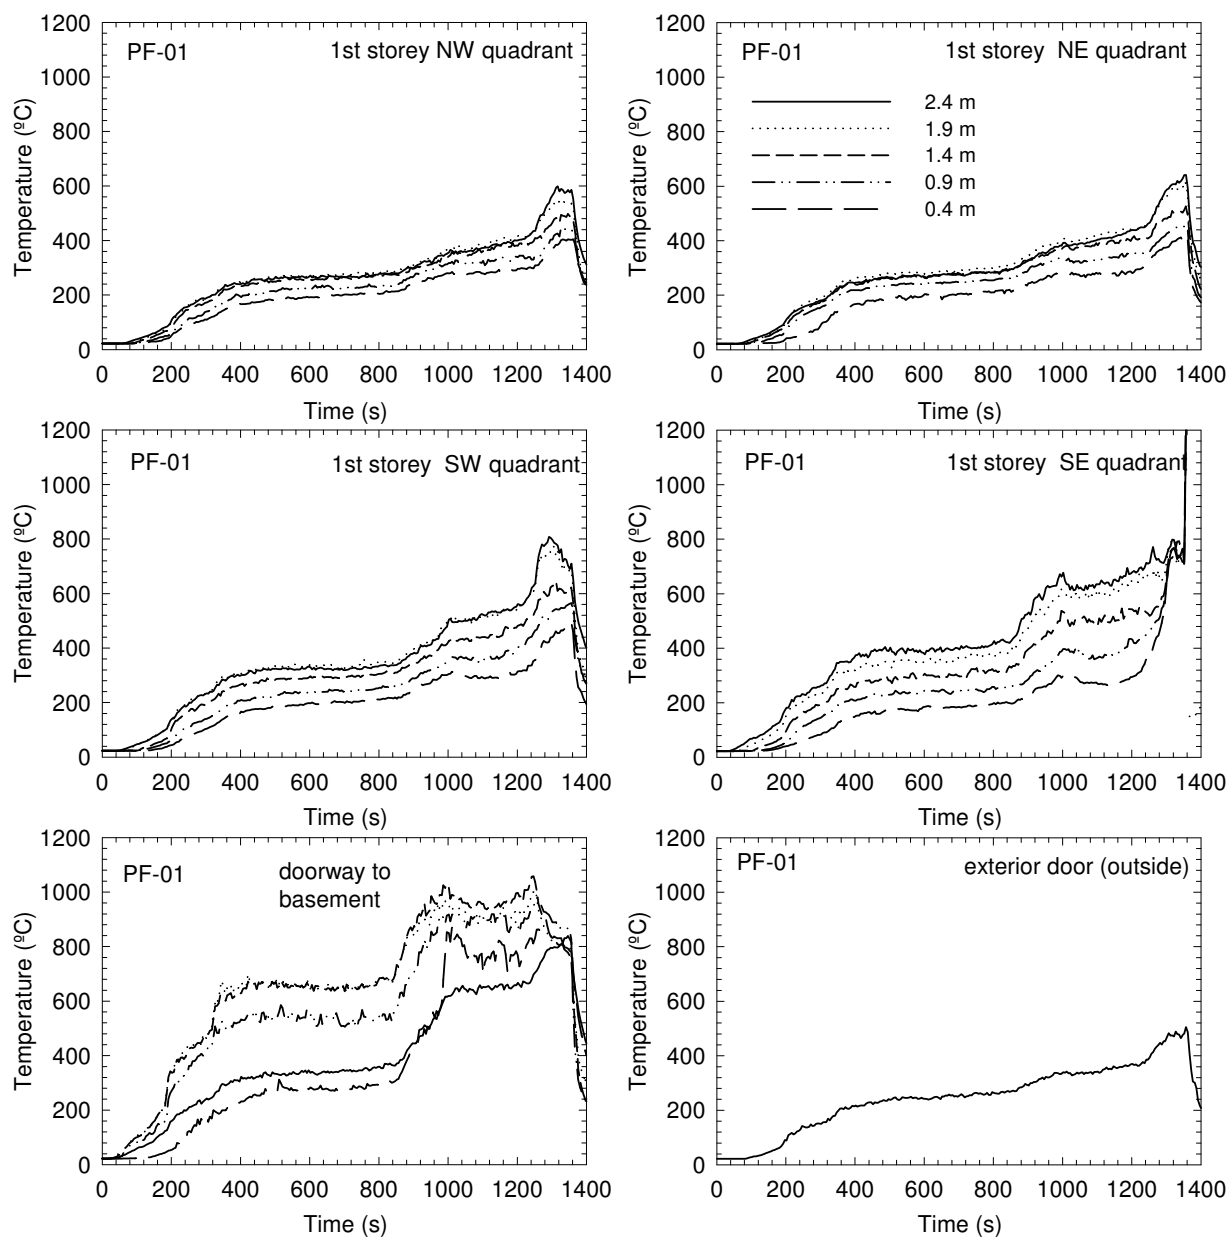 PF-01 1st storey NW quadrant
1200
1000
800
600
400
200
0
Temperature (ºC)
0 200 400 600 800 1000 1200 1400
Time (s)
PF-01 1st storey NE quadrant
2.4 m
1.9 m
1.4 m
0.9 m
0.4 m
1200
1000
800
600
400
200
0
Temperature (ºC)
0 200 400 600 800 1000 1200 1400
Time (s)
PF-01 1st storey SW quadrant
1200
1000
800
600
400
200
0
Temperature (ºC)
0 200 400 600 800 1000 1200 1400
Time (s)
PF-01 1st storey SE quadrant
1200
1000
800
600
400
200
0
Temperature (ºC)
0 200 400 600 800 1000 1200 1400
Time (s)
PF-01 doorway to
basement
1200
1000
800
600
400
200
0
Temperature (ºC)
0 200 400 600 800 1000 1200 1400
Time (s)
PF-01 exterior door (outside)
1200
1000
800
600
400
200
0
Temperature (ºC)
0 200 400 600 800 1000 1200 1400
Time (s)